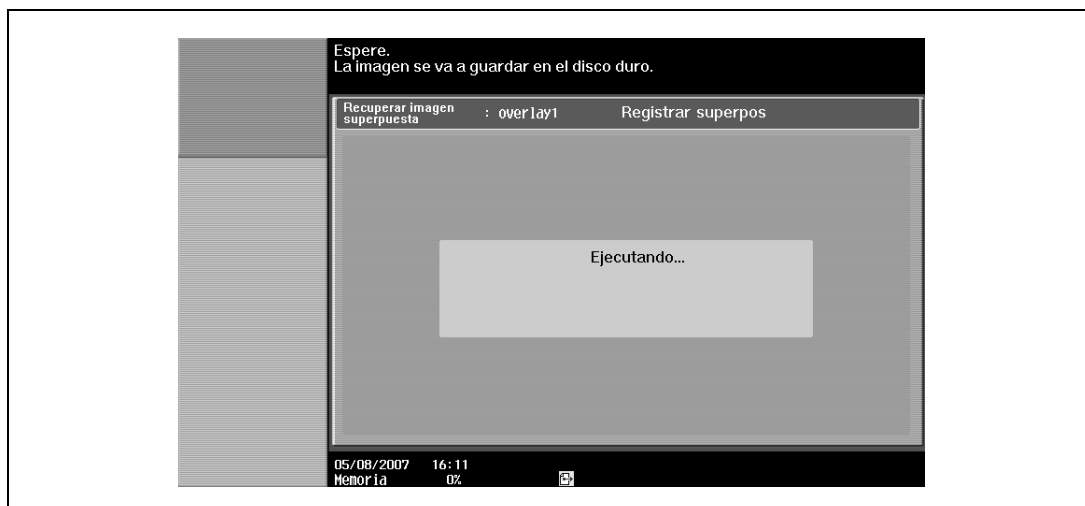 Espere.
La imagen se va a guardar en el disco duro.
Recuperar imagen
superpuesta
: overlay1
Registrar superpos
Ejecutando...
05/08/2007 16:11
Memoria 0%